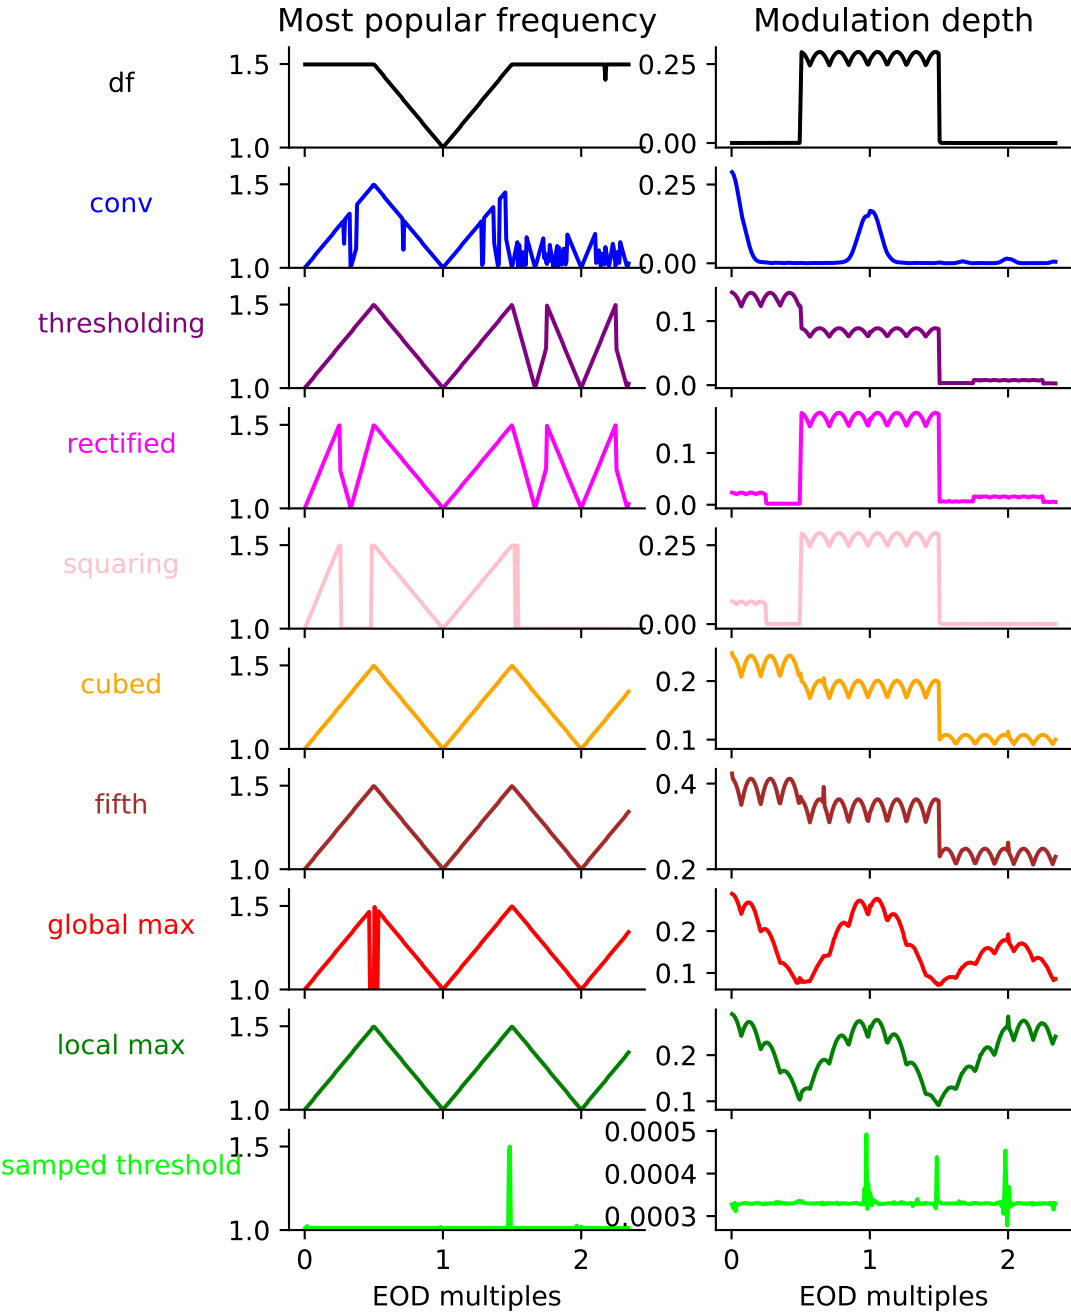 Most popular frequency
Modulation depth
df
1.5
1.0
0.25
0.00
conv
1.5
1.0
0.25
0.00
thresholding
1.5
1.0
0.1
0.0
rectified
1.5
1.0
0.1
0.0
squaring
1.5
1.0
0.25
0.00
cubed
1.5
1.0
0.2
0.1
fifth
1.5
1.0
0.4
0.2
global max
1.5
1.0
0.2
0.1
local max
1.5
1.0
0.2
0.1
samped threshold
1.5
1.0
0.0005
0.0004
0.0003
0 1 2
0 1 2
EOD multiples
EOD multiples